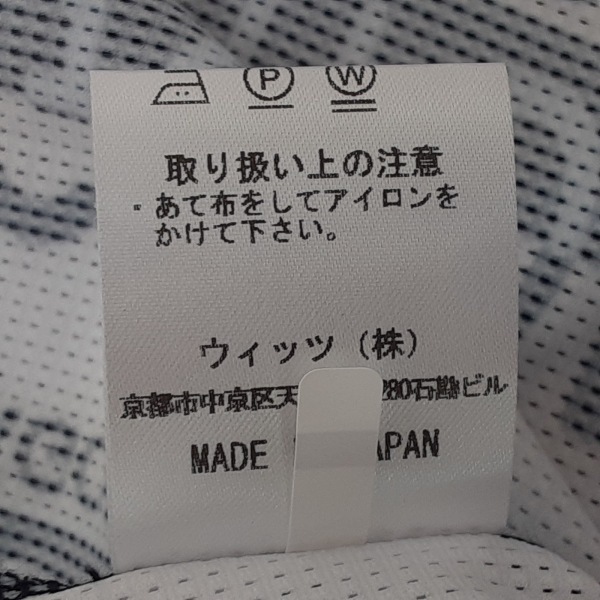 P W
取り扱い上の注意
・あて布をしてアイロンを
かけて下さい。
ウィッツ（株）
京都市中京区天 280石勘ビル
MADE JAPAN